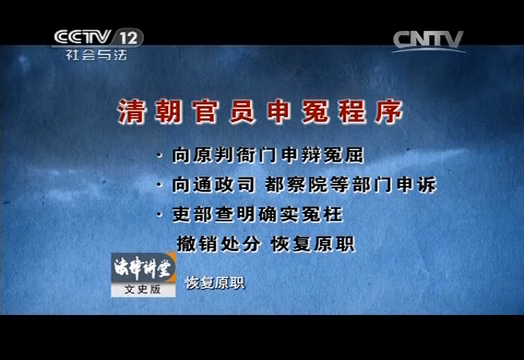 CCTV 12
社会与法
CNTV
清朝官员申冤程序
· 向原判衙门申辩冤屈
· 向通政司 都察院等部门申诉
· 吏部查明确实冤枉
撤销处分 恢复原职
法律讲堂
文史版
恢复原职